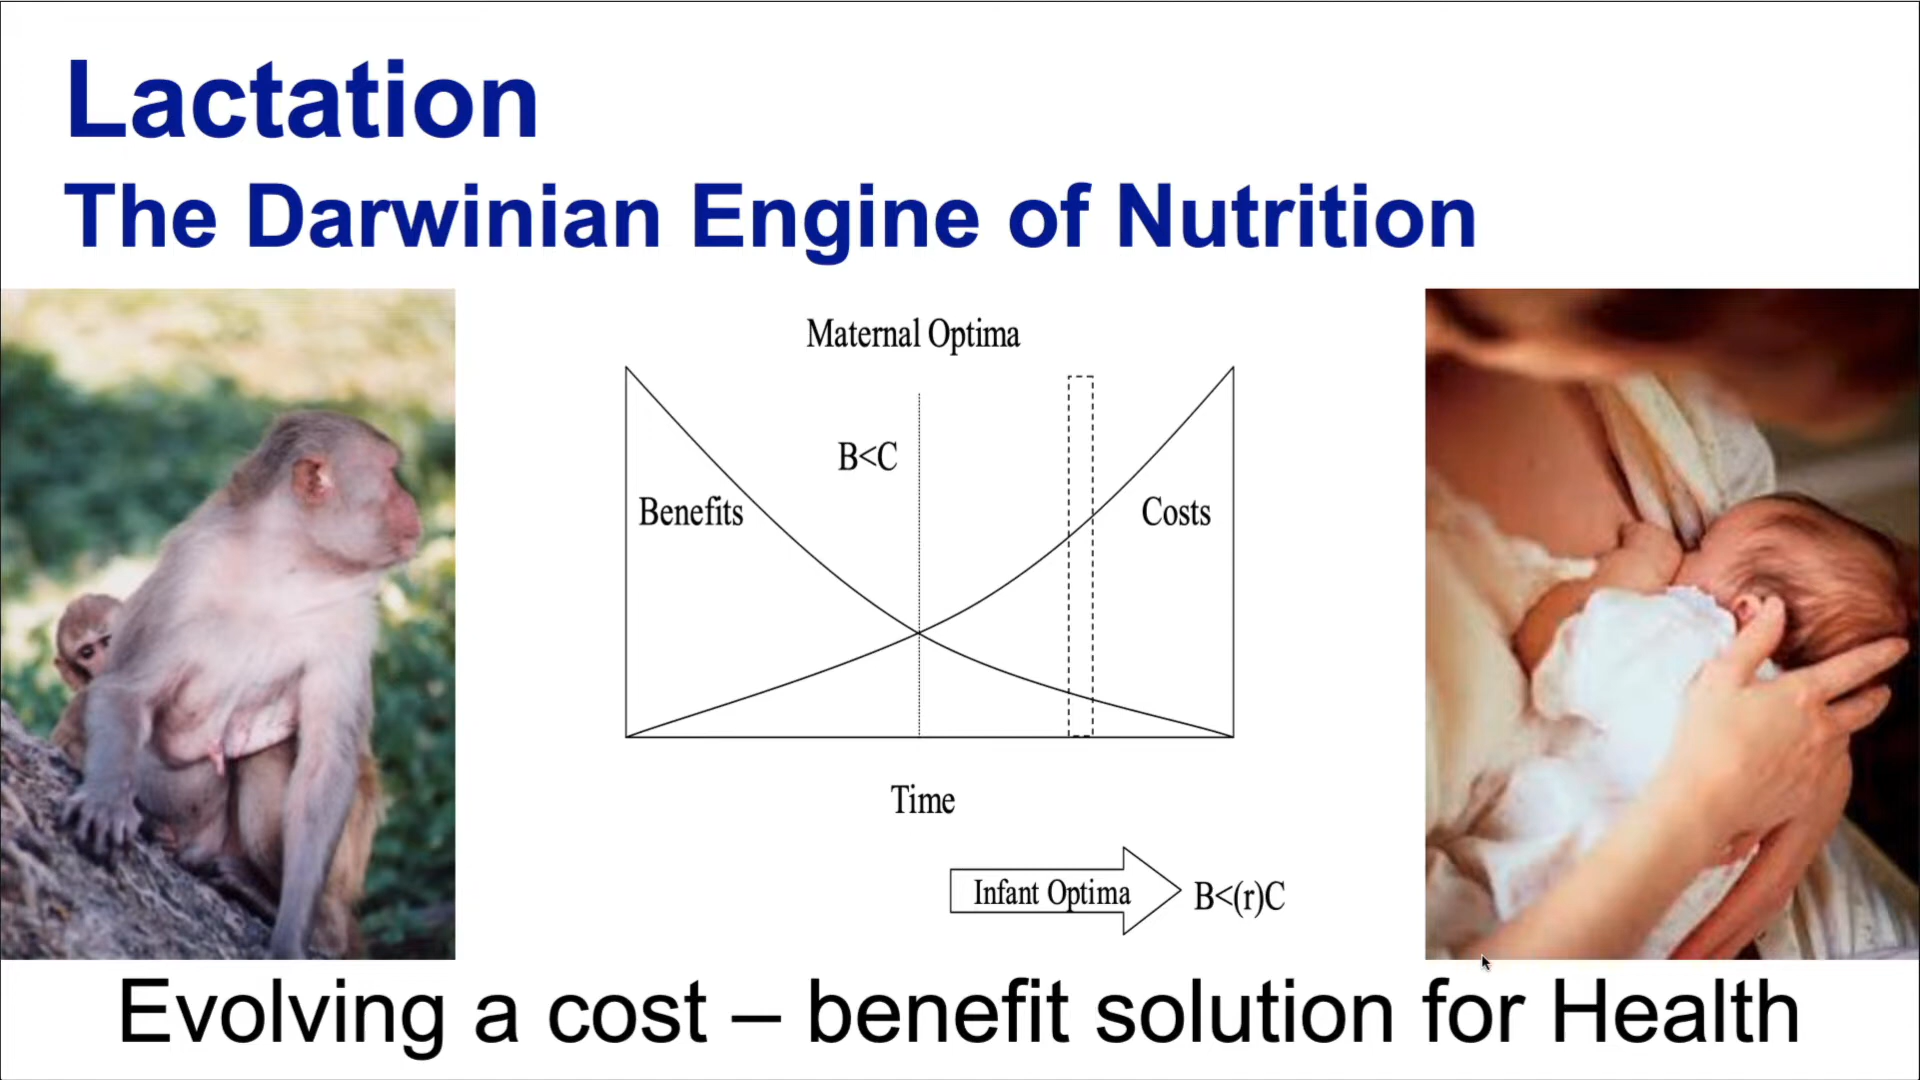 Lactation
The Darwinian Engine of Nutrition
Maternal Optima
B<C
Benefits
Costs
Time
Infant Optima
B<(r)C
Evolving a cost – benefit solution for Health